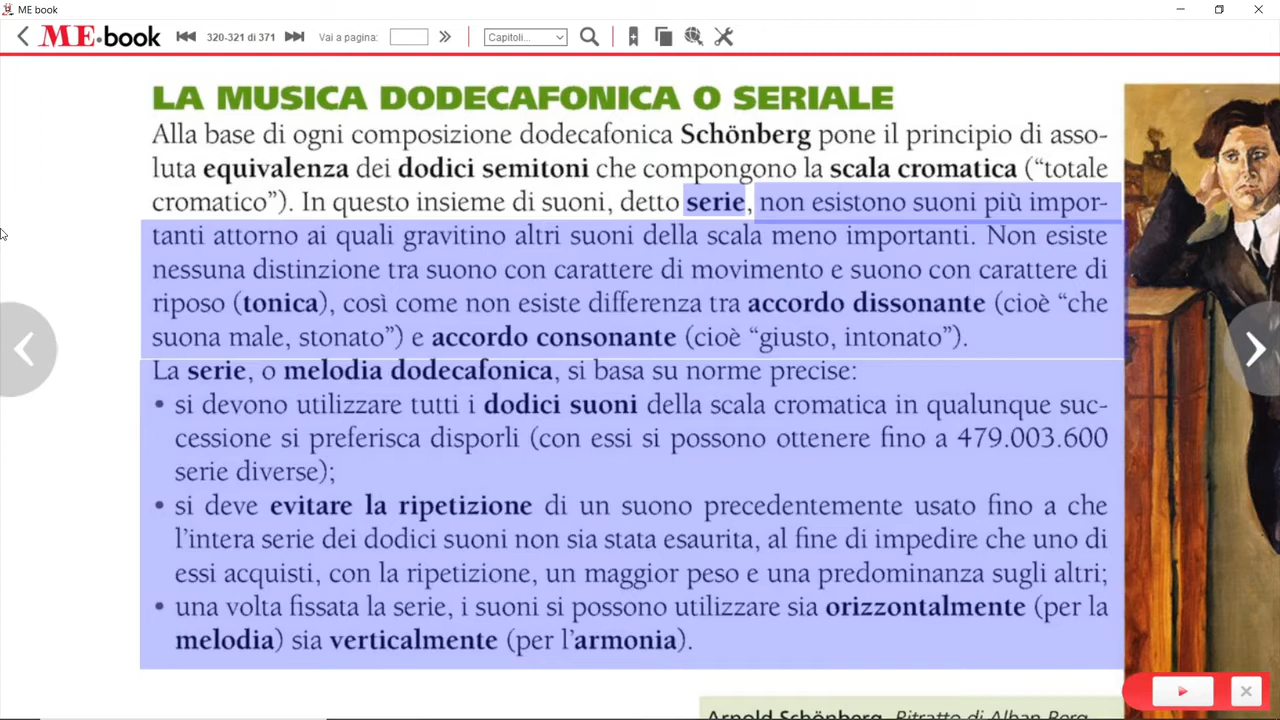 ME book
ME•book
320-321 di 371
Vai a pagina:
Capitoli...
LA MUSICA DODECAFONICA O SERIALE
Alla base di ogni composizione dodecafonica Schönberg pone il principio di asso-
luta equivalenza dei dodici semitoni che compongono la scala cromatica (“totale
cromatico”). In questo insieme di suoni, detto serie, non esistono suoni più impor-
tanti attorno ai quali gravitino altri suoni della scala meno importanti. Non esiste
nessuna distinzione tra suono con carattere di movimento e suono con carattere di
riposo (tonica), così come non esiste differenza tra accordo dissonante (cioè “che
suona male, stonato”) e accordo consonante (cioè “giusto, intonato”).
La serie, o melodia dodecafonica, si basa su norme precise:
• si devono utilizzare tutti i dodici suoni della scala cromatica in qualunque suc-
cessione si preferisca disporli (con essi si possono ottenere fino a 479.003.600
serie diverse);
• si deve evitare la ripetizione di un suono precedentemente usato fino a che
l’intera serie dei dodici suoni non sia stata esaurita, al fine di impedire che uno di
essi acquisti, con la ripetizione, un maggior peso e una predominanza sugli altri;
• una volta fissata la serie, i suoni si possono utilizzare sia orizzontalmente (per la
melodia) sia verticalmente (per l’armonia).
Arnold Schönberg, Ritratto di Alban Berg